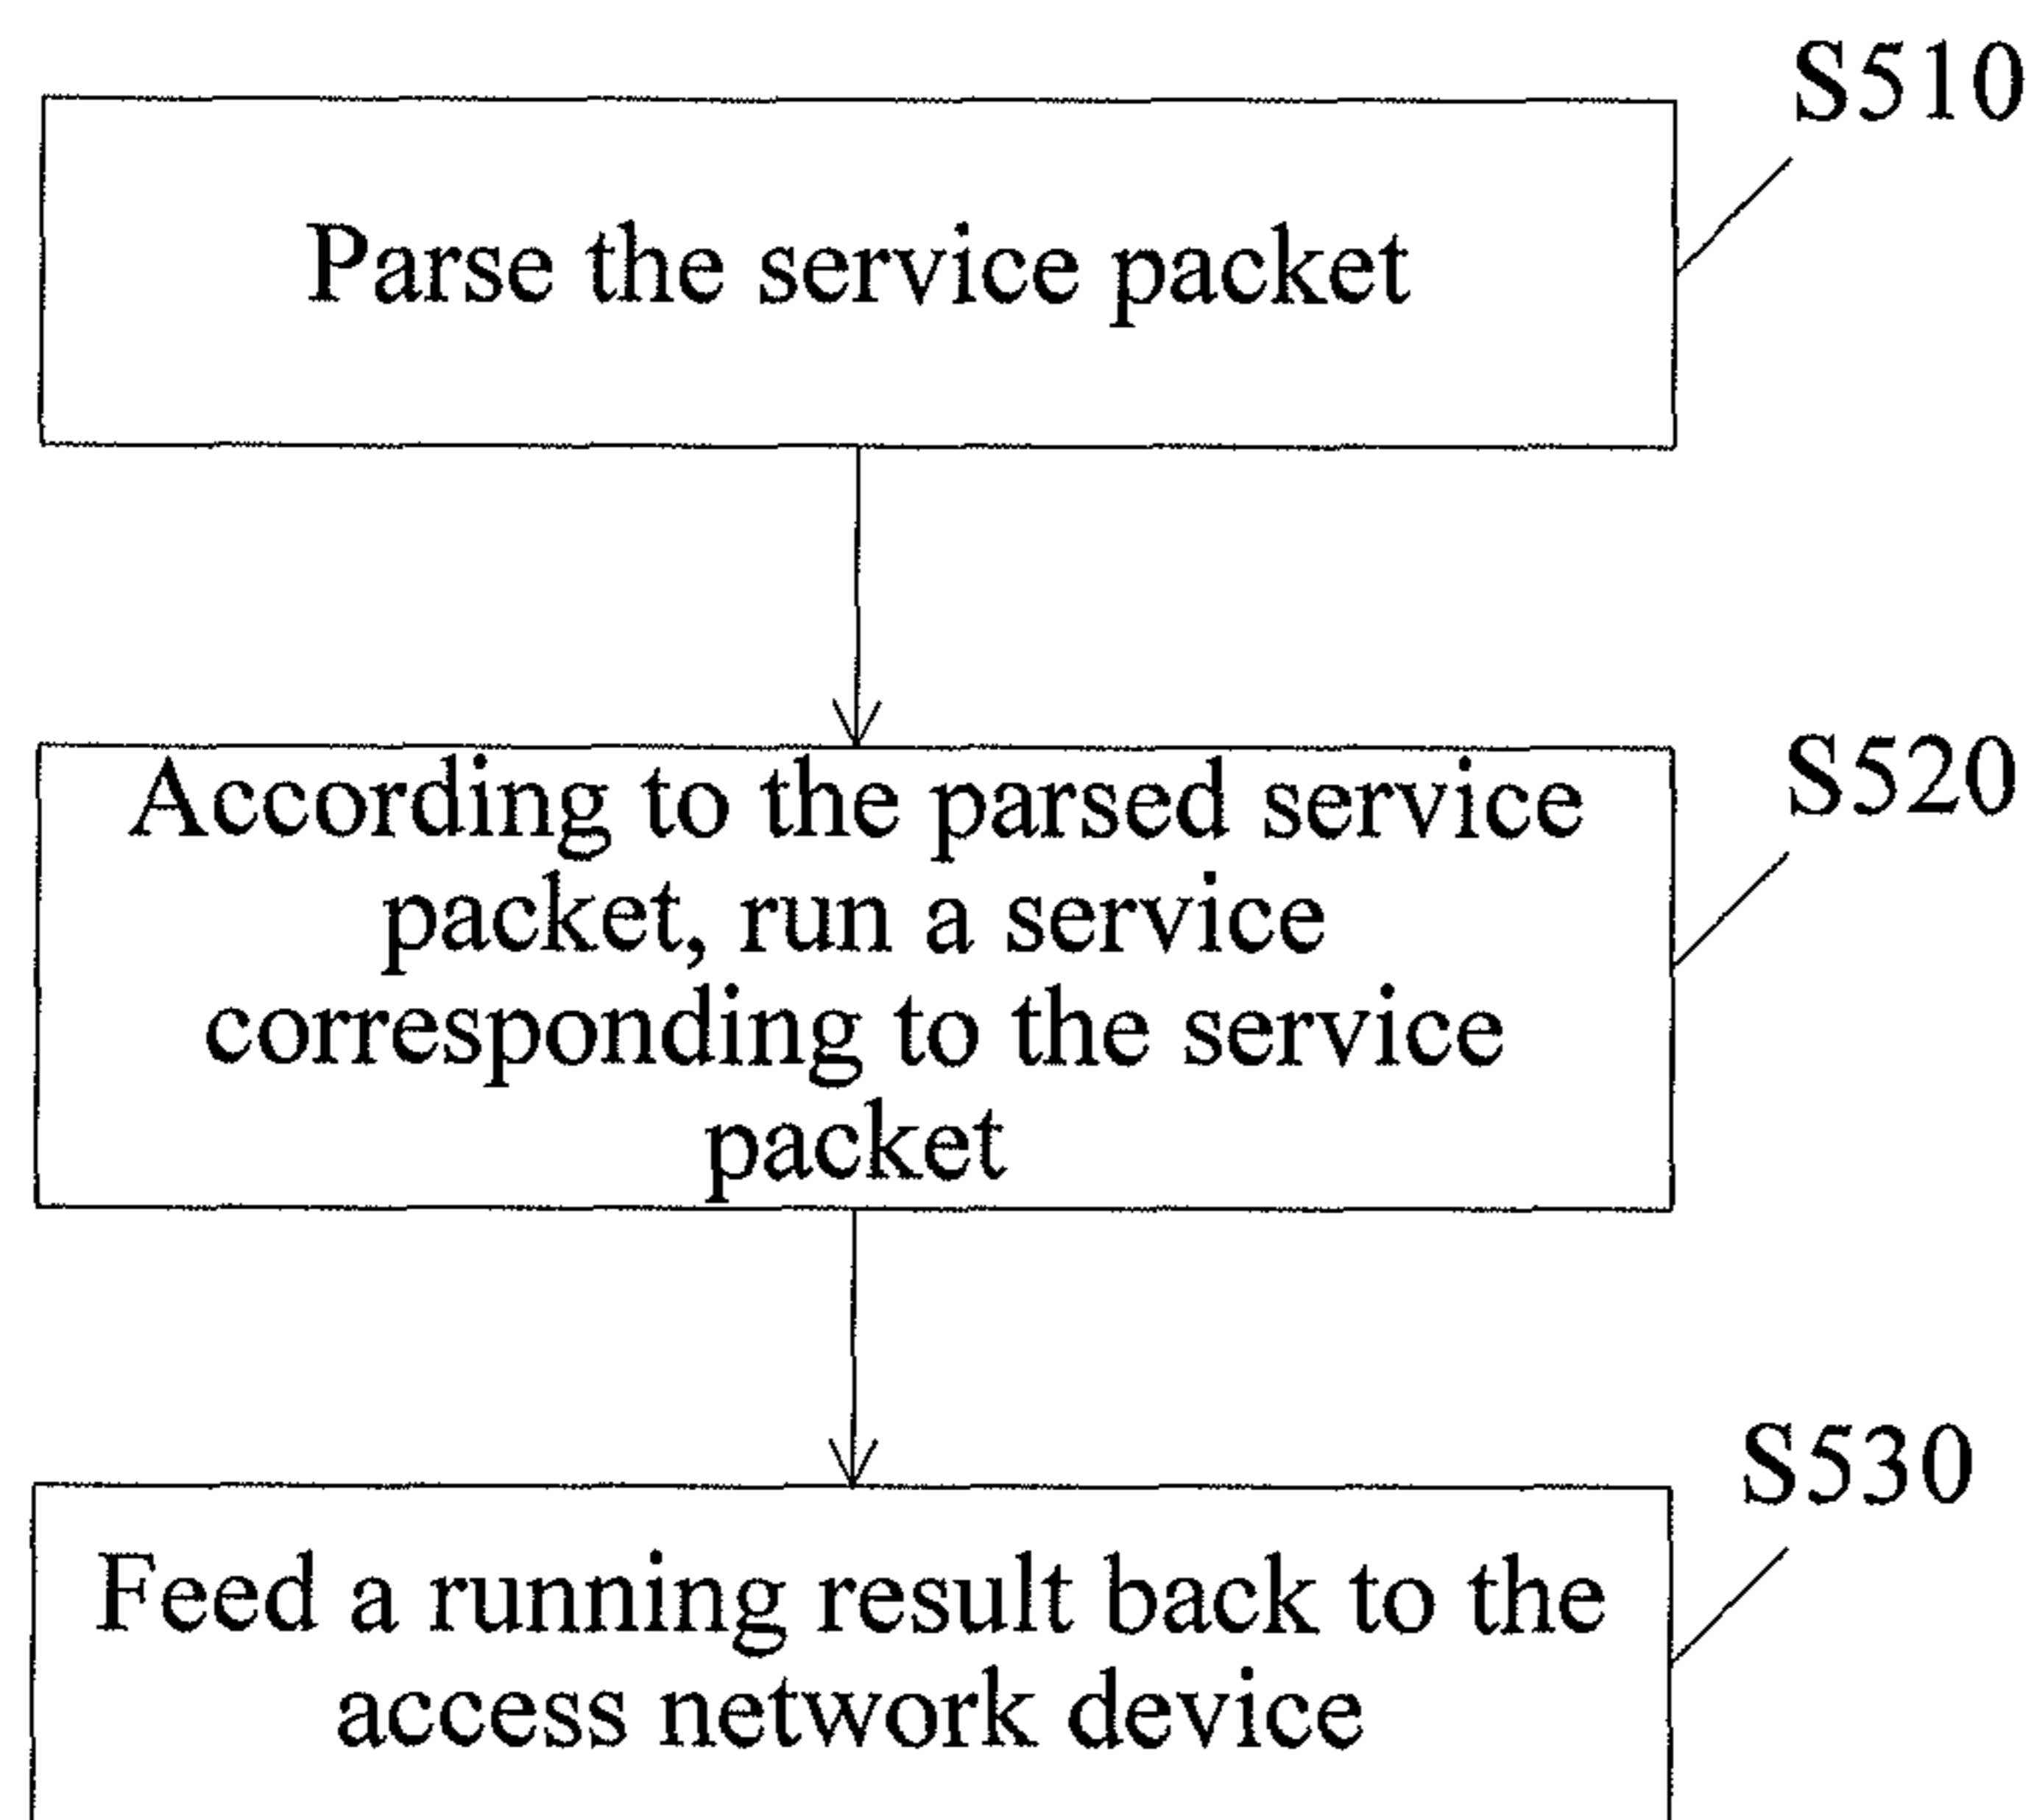 S510
Parse the service packet
S520
According to the parsed service
packet, run a service
corresponding to the service
packet
S530
Feed a running result back to the
access network device